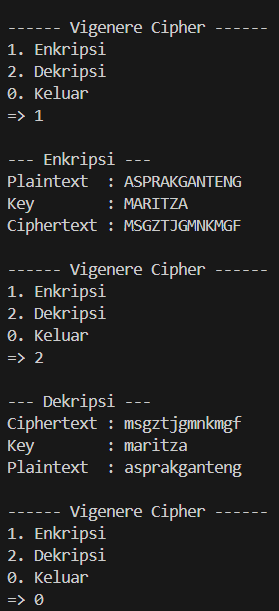 ------ Vigenere Cipher ------
1. Enkripsi
2. Dekripsi
0. Keluar
=> 1
--- Enkripsi ---
Plaintext  : ASPRAKGANTENG
Key        : MARITZA
Ciphertext : MSGZTJGMNKMGF
------ Vigenere Cipher ------
1. Enkripsi
2. Dekripsi
0. Keluar
=> 2
--- Dekripsi ---
Ciphertext : msgztjgmnkmgf
Key        : maritza
Plaintext  : asprakganteng
------ Vigenere Cipher ------
1. Enkripsi
2. Dekripsi
0. Keluar
=> 0